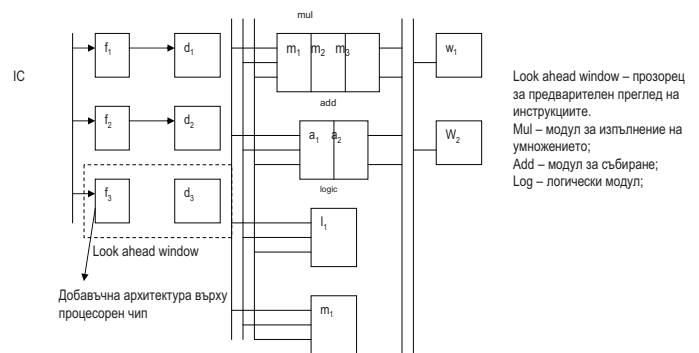 mul
f1
d1
m1 m2 m3
w1
IC
add
f2
d2
a1 a2
W2
logic
f3
d3
l1
Look ahead window
Добавъчна архитектура върху
процесорен чип
m1
Look ahead window – прозорец
за предварителен преглед на
инструкциите.
Mul – модул за изпълнение на
умножението;
Add – модул за събиране;
Log – логически модул;